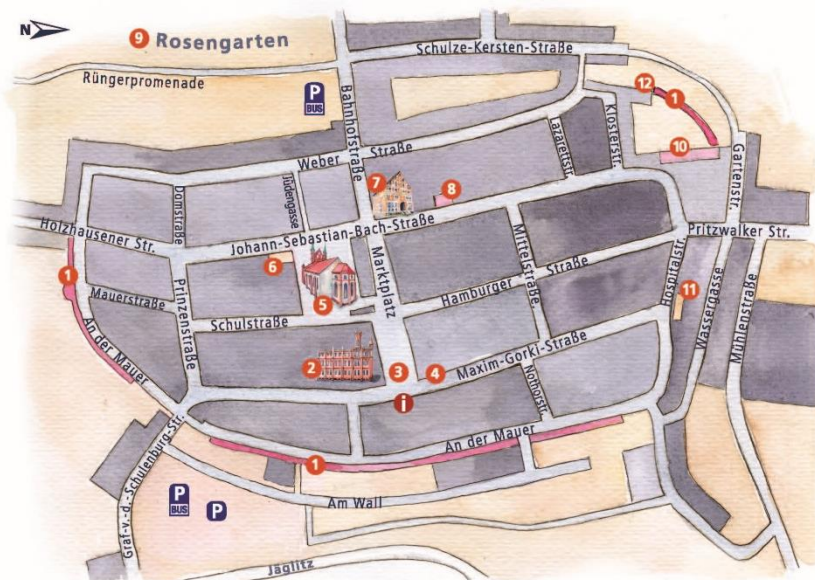 N
9 Rosengarten
Schulze-Kersten-Straße
Rüngerpromenade
P
BUS
Bahnhofstraße
12
1
10
Gartenstr.
Klosterstr.
Lazarettstr.
Weber Straße
7
8
Jüdengasse
Domstraße
Holzhausener Str.
Johann-Sebastian-Bach-Straße
Pritzwalker Str.
6
Marktplatz
Mittelstraße.
Hospitalstr.
1
5
Hamburger Straße
11
Wassergasse
Mühlenstraße
Mauerstraße
Prinzenstraße
Schulstraße
An der Mauer
2
3
4
Maxim-Gorki-Straße
i
Nothorstr.
An der Mauer
1
Graf-v.-d.-Schulenburg-Str.
P
BUS
P
Am Wall
Jäglitz